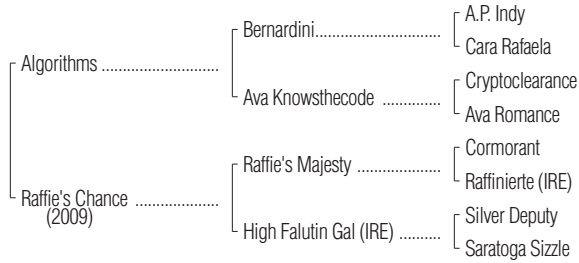 A.P. Indy
Bernardini
Cara Rafaela
Algorithms
Cryptoclearance
Ava Knowsthecode
Ava Romance
Cormorant
Raffie's Majesty
Raffinierte (IRE)
Raffie's Chance
(2009)
Silver Deputy
High Falutin Gal (IRE)
Saratoga Sizzle